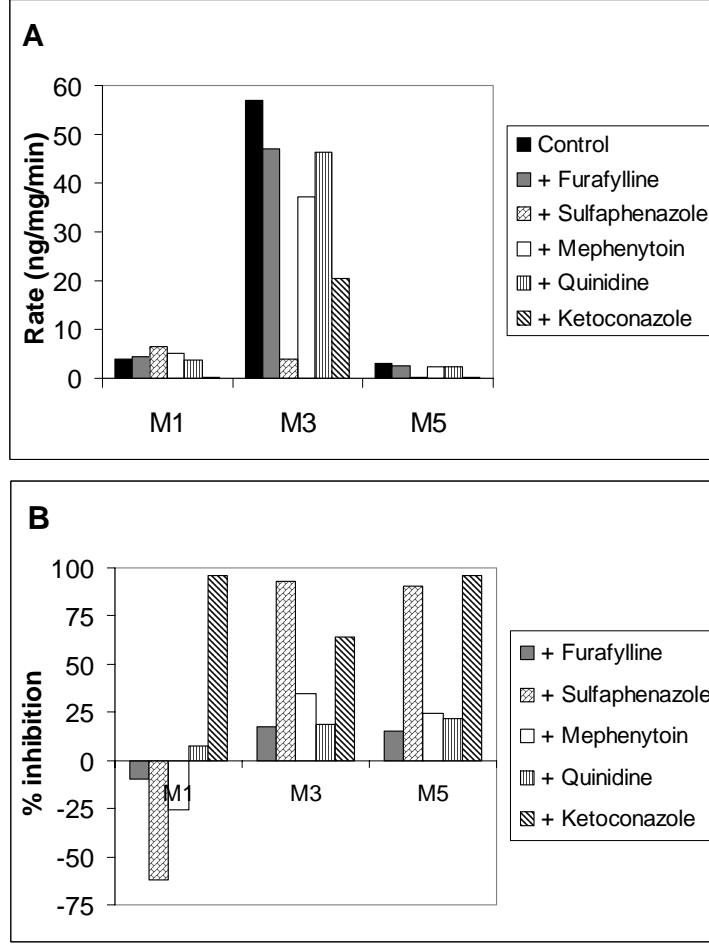 A
Rate (ng/mg/min)
60
50
40
30
20
10
0
M1 M3 M5
Control
+ Furafylline
+ Sulfaphenazole
+ Mephenytoin
+ Quinidine
+ Ketoconazole
B
% inhibition
100
75
50
25
0
-25
-50
-75
M1 M3 M5
+ Furafylline
+ Sulfaphenazole
+ Mephenytoin
+ Quinidine
+ Ketoconazole